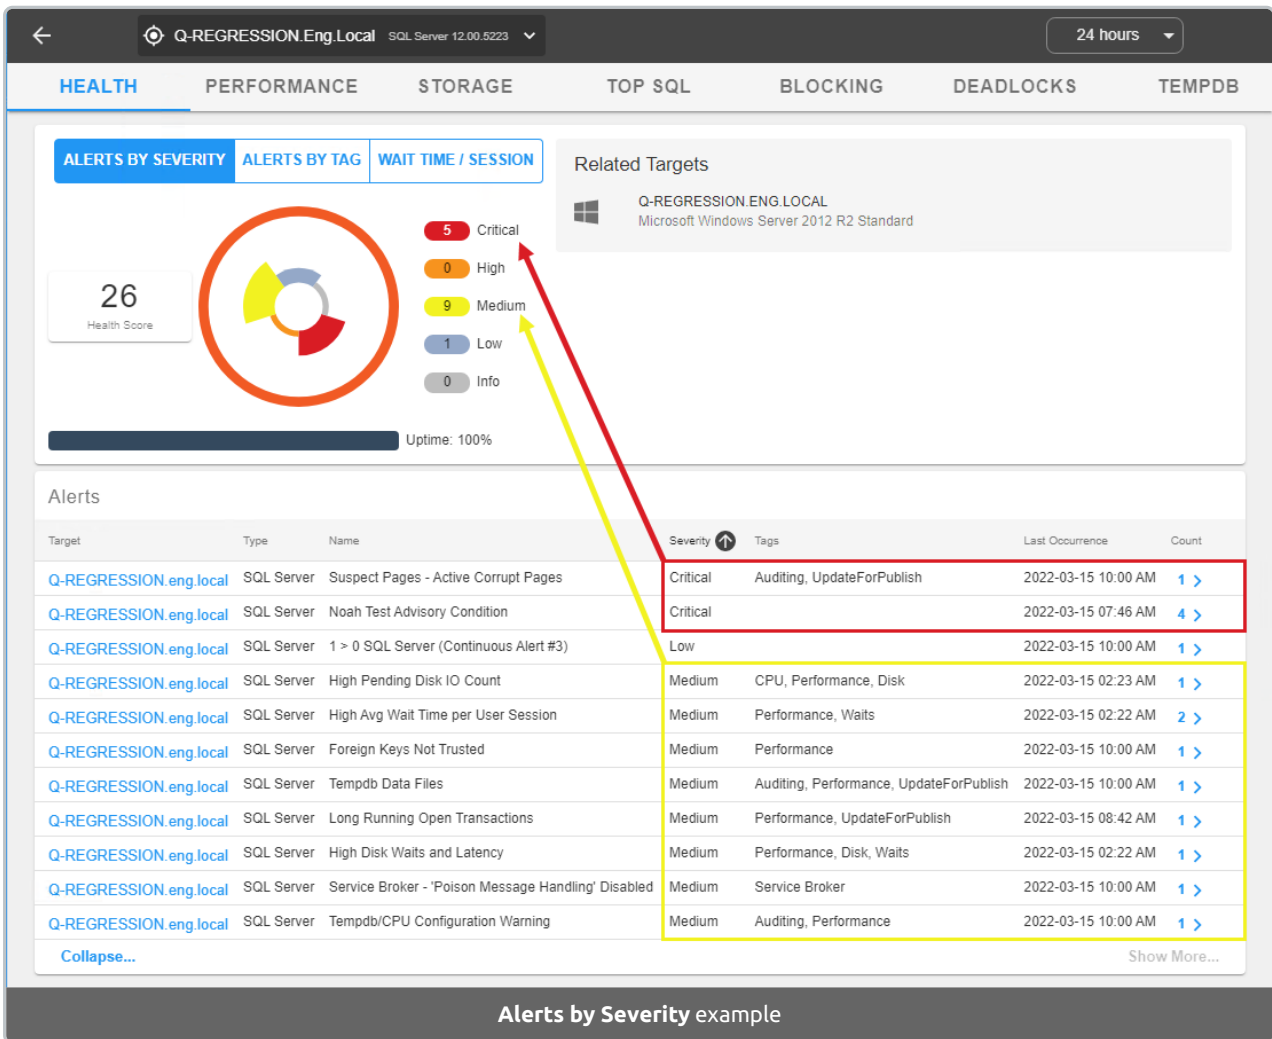 Q-REGRESSION.Eng.Local SQL Server 12.00.5223 24 hours
HEALTH PERFORMANCE STORAGE TOP SQL BLOCKING DEADLOCKS TEMPDB
ALERTS BY SEVERITY ALERTS BY TAG WAIT TIME / SESSION
Related Targets
Q-REGRESSION.ENG.LOCAL
Microsoft Windows Server 2012 R2 Standard
26
Health Score
5 Critical
0 High
9 Medium
1 Low
0 Info
Uptime: 100%
Alerts
Target Type Name Severity Tags Last Occurrence Count
Q-REGRESSION.eng.local SQL Server Suspect Pages - Active Corrupt Pages Critical Auditing, UpdateForPublish 2022-03-15 10:00 AM 1
Q-REGRESSION.eng.local SQL Server Noah Test Advisory Condition Critical 2022-03-15 07:46 AM 4
Q-REGRESSION.eng.local SQL Server 1 > 0 SQL Server (Continuous Alert #3) Low 2022-03-15 10:00 AM 1
Q-REGRESSION.eng.local SQL Server High Pending Disk IO Count Medium CPU, Performance, Disk 2022-03-15 02:23 AM 1
Q-REGRESSION.eng.local SQL Server High Avg Wait Time per User Session Medium Performance, Waits 2022-03-15 02:22 AM 2
Q-REGRESSION.eng.local SQL Server Foreign Keys Not Trusted Medium Performance 2022-03-15 10:00 AM 1
Q-REGRESSION.eng.local SQL Server Tempdb Data Files Medium Auditing, Performance, UpdateForPublish 2022-03-15 10:00 AM 1
Q-REGRESSION.eng.local SQL Server Long Running Open Transactions Medium Performance, UpdateForPublish 2022-03-15 08:42 AM 1
Q-REGRESSION.eng.local SQL Server High Disk Waits and Latency Medium Performance, Disk, Waits 2022-03-15 02:22 AM 1
Q-REGRESSION.eng.local SQL Server Service Broker - 'Poison Message Handling' Disabled Medium Service Broker 2022-03-15 10:00 AM 1
Q-REGRESSION.eng.local SQL Server Tempdb/CPU Configuration Warning Medium Auditing, Performance 2022-03-15 10:00 AM 1
Collapse... Show More...
Alerts by Severity example